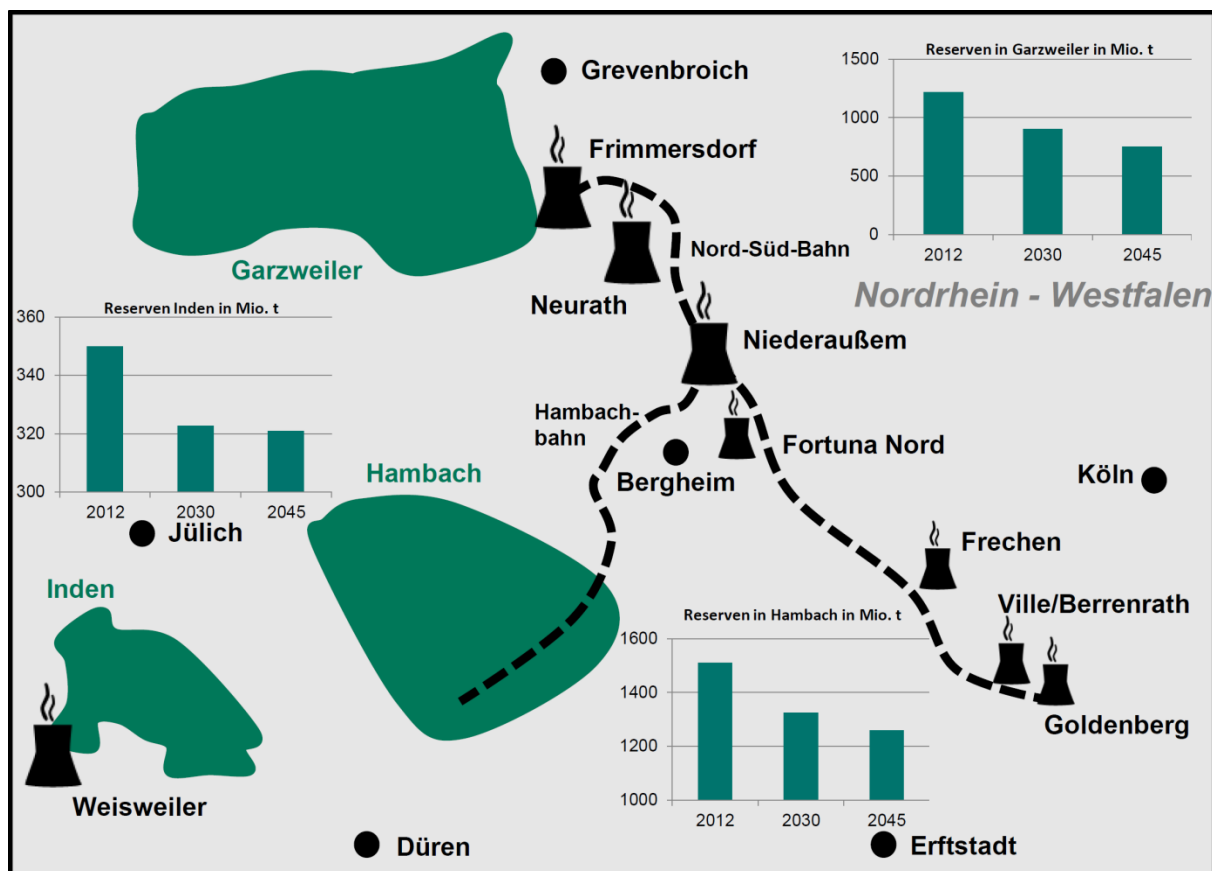 Grevenbroich
Reserven in Garzweiler in Mio. t
1500
1000
500
0
2012 2030 2045
Frimmersdorf
Nord-Süd-Bahn
Garzweiler
Neurath
Nordrhein - Westfalen
Reserven Inden in Mio. t
360
340
320
300
2012 2030 2045
Niederaußem
Hambach-
bahn
Fortuna Nord
Hambach
Bergheim
Köln
Jülich
Frechen
Inden
Ville/Berrenrath
Reserven in Hambach in Mio. t
1600
1400
1200
1000
2012 2030 2045
Goldenberg
Weisweiler
Düren
Erftstadt